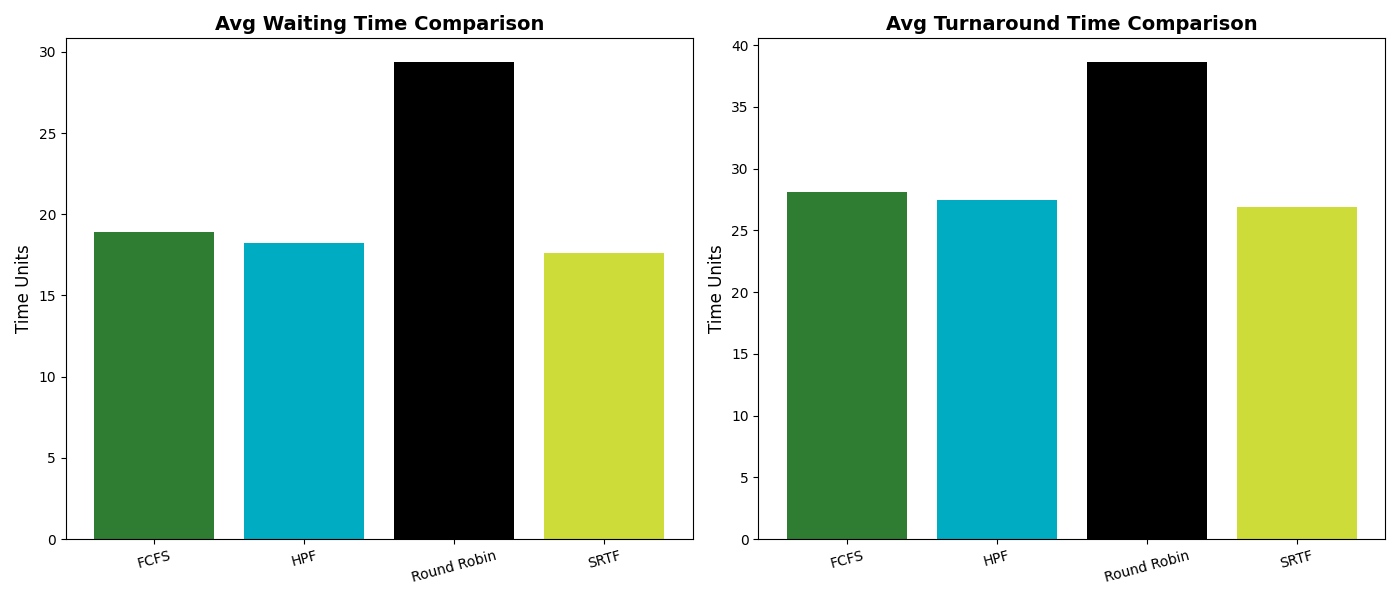 Avg Waiting Time Comparison
Time Units
30
25
20
15
10
5
0
FCFS
HPF
Round Robin
SRTF
Avg Turnaround Time Comparison
Time Units
40
35
30
25
20
15
10
5
0
FCFS
HPF
Round Robin
SRTF